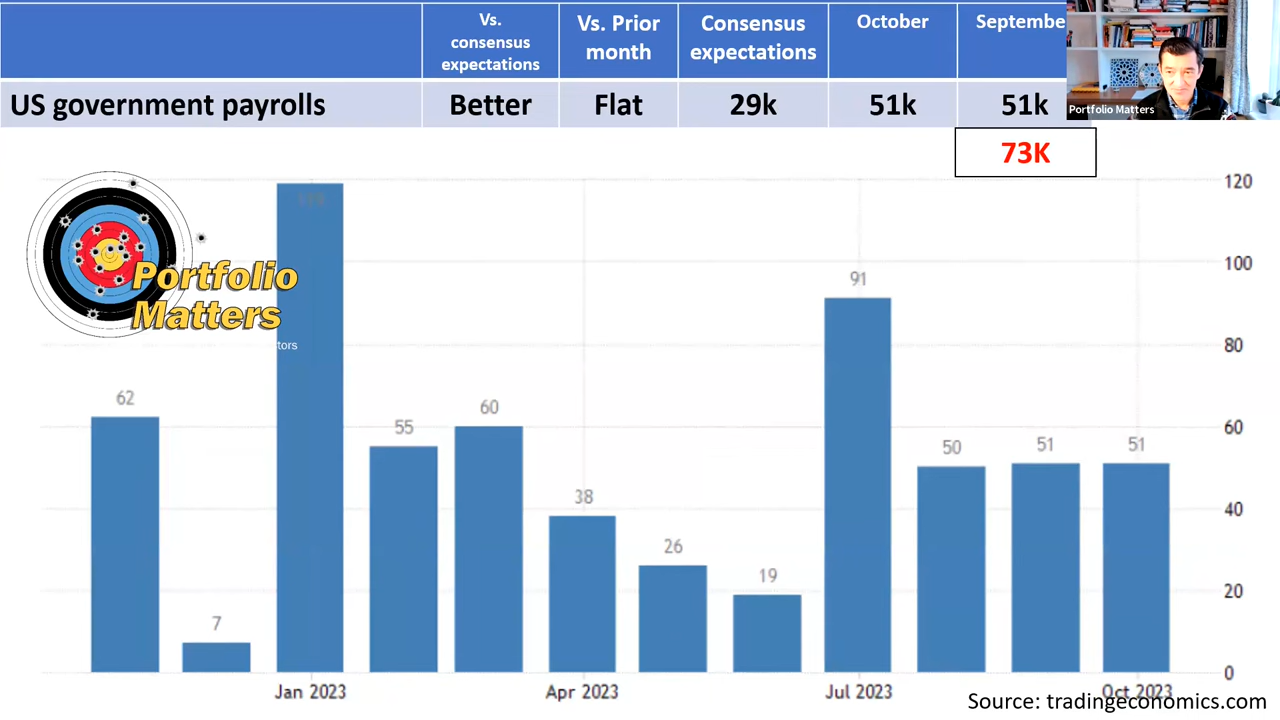 Vs.
consensus
expectations
Vs. Prior
month
Consensus
expectations
October
Septembe
US government payrolls
Better
Flat
29k
51k
51k
Portfolio Matters
73K
120
100
80
60
40
20
0
Portfolio
Matters
tors
62
7
55
60
38
26
19
91
50
51
51
Jan 2023
Apr 2023
Jul 2023
Oct 2023
Source: tradingeconomics.com